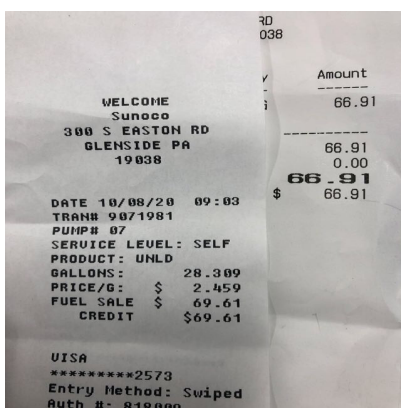 WELCOME
Sunoco
300 S EASTON RD
GLENSIDE PA
19038
DATE 10/08/20 09:03
TRAN# 9071981
PUMP# 07
SERVICE LEVEL: SELF
PRODUCT: UNLD
GALLONS: 28.309
PRICE/G: $ 2.459
FUEL SALE $ 69.61
CREDIT $69.61
VISA
*********2573
Entry Method: Swiped
Auth #:
RD
038
Amount
------
66.91
----------
66.91
0.00
66.91
$ 66.91